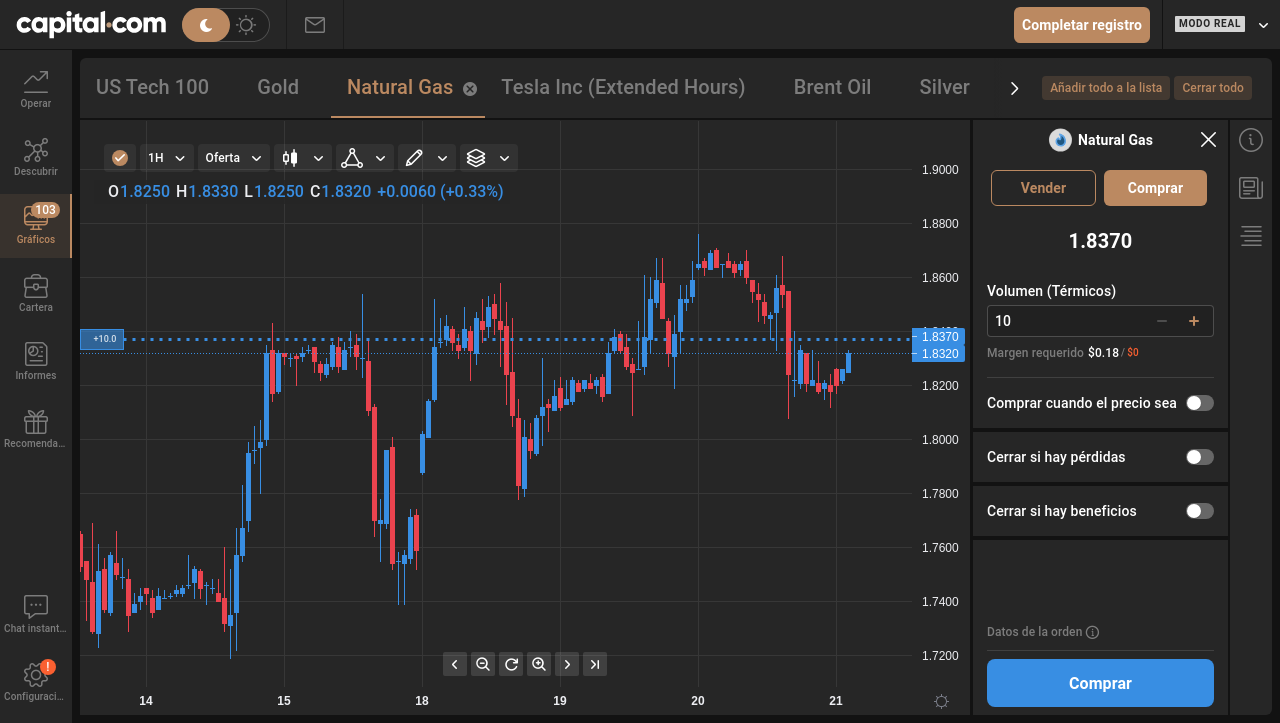 capital.com
Completar registro
MODO REAL
Operar
Descubrir
103
Gráficos
Cartera
Informes
Recomenda...
Chat instant...
!
Configuraci...
US Tech 100
Gold
Natural Gas
Tesla Inc (Extended Hours)
Brent Oil
Silver
Añadir todo a la lista
Cerrar todo
1H
Oferta
O1.8250 H1.8330 L1.8250 C1.8320 +0.0060 (+0.33%)
+10.0
1.9000
1.8800
1.8600
1.8370
1.8320
1.8200
1.8000
1.7800
1.7600
1.7400
1.7200
14
15
18
19
20
21
Natural Gas
Vender
Comprar
1.8370
Volumen (Térmicos)
10
Margen requerido $0.18 / $0
Comprar cuando el precio sea
Cerrar si hay pérdidas
Cerrar si hay beneficios
Datos de la orden
Comprar